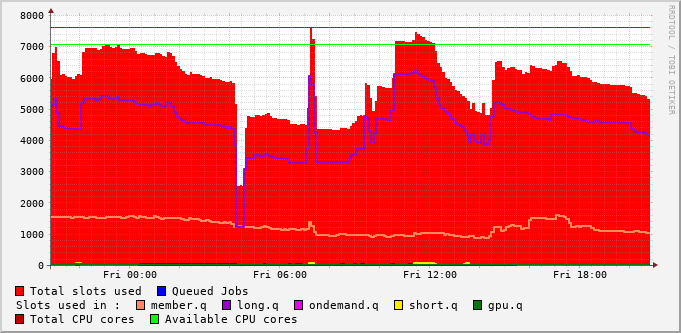 8000
7000
6000
5000
4000
3000
2000
1000
0
Fri 00:00 Fri 06:00 Fri 12:00 Fri 18:00
RRDTOOL / TOBI OETIKER
Total slots used Queued Jobs
Slots used in : member.q long.q ondemand.q short.q gpu.q
Total CPU cores Available CPU cores